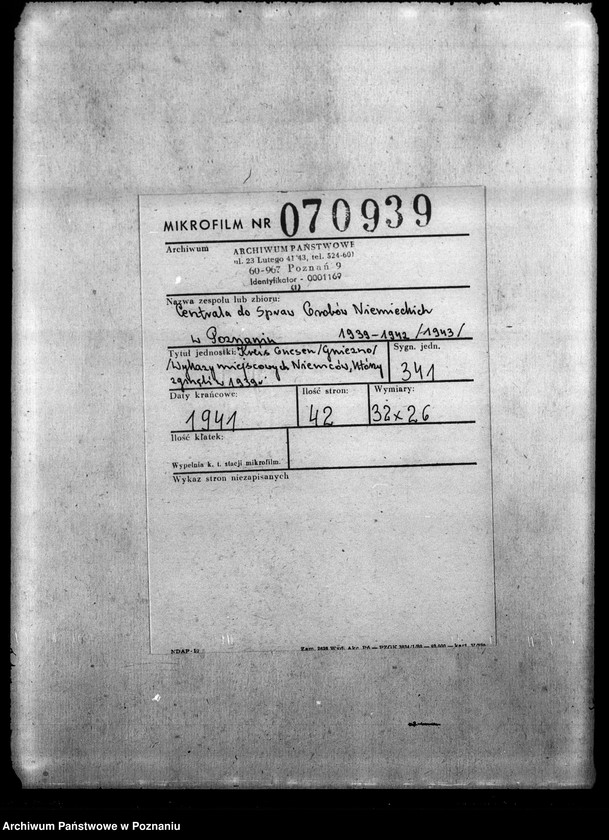 MIKROFILM NR 070939
Archiwum
ARCHIWUM PAŃSTWOWE
ul. 23 Lutego 41/43, tel. 524-601
60-967 Poznań 9
Identyfikator - 0001169
(1)
Nazwa zespołu lub zbioru:
Centrala do Spraw Grobów Niemieckich
w Poznaniu 1939-1942 /1943/
Tytuł jednostki: Kreis Gnesen /Gniezno/
/Wykazy miejscowych Niemców, którzy
zginęli w 1939 r.
Sygn. jedn.
341
Daty krańcowe:
1941
Ilość stron:
42
Wymiary:
32 x 26
Ilość klatek:
Wypełnia k. t. stacji mikrofilm.
Wykaz stron niezapisanych
NDAP-
Archiwum Państwowe w Poznaniu